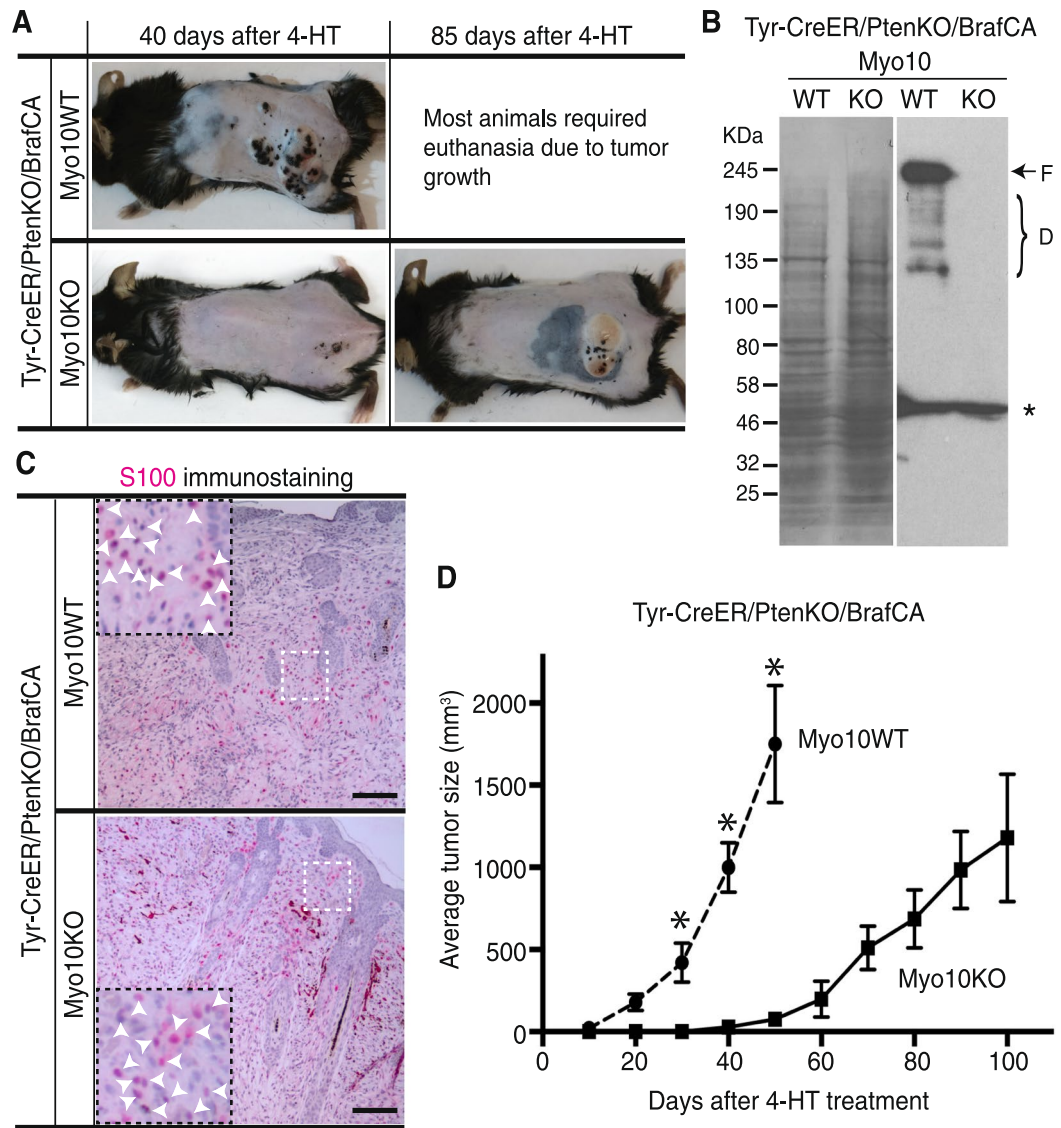 A
40 days after 4-HT
85 days after 4-HT
Tyr-CreER/PtenKO/BrafCA
Myo10WT
Most animals required
euthanasia due to tumor
growth
Myo10KO
B
Tyr-CreER/PtenKO/BrafCA
Myo10
WT KO WT KO
KDa
245
190
135
100
80
58
46
32
25
F
D
*
C
S100 immunostaining
Tyr-CreER/PtenKO/BrafCA
Myo10WT
Myo10KO
D
Tyr-CreER/PtenKO/BrafCA
Average tumor size (mm³)
2000
1500
1000
500
0
* * *
Myo10WT
Myo10KO
0 20 40 60 80 100
Days after 4-HT treatment